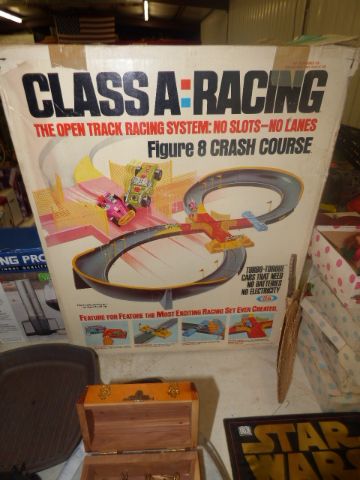 CLASS A:RACING
THE OPEN TRACK RACING SYSTEM: NO SLOTS-NO LANES
Figure 8 CRASH COURSE
TURBO-TORQUE
CARS THAT NEED
NO BATTERIES
NO ELECTRICITY
FEATURE FOR FEATURE THE MOST EXCITING RACING SET EVER CREATED.
NG PRO
STAR
WARS